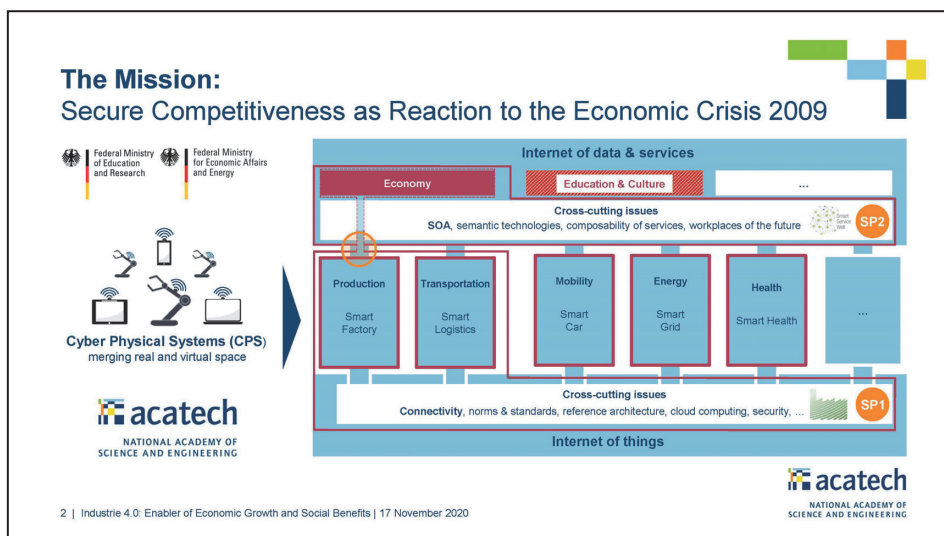 The Mission:
Secure Competitiveness as Reaction to the Economic Crisis 2009
Federal Ministry
of Education
and Research
Federal Ministry
for Economic Affairs
and Energy
Cyber Physical Systems (CPS)
merging real and virtual space
acatech
NATIONAL ACADEMY OF
SCIENCE AND ENGINEERING
Internet of data & services
Economy
Education & Culture
...
Cross-cutting issues
SOA, semantic technologies, composability of services, workplaces of the future
Smart
Service
Welt
SP2
Production
Smart
Factory
Transportation
Smart
Logistics
Mobility
Smart
Car
Energy
Smart
Grid
Health
Smart Health
...
Cross-cutting issues
Connectivity, norms & standards, reference architecture, cloud computing, security, ...
SP1
Internet of things
acatech
NATIONAL ACADEMY OF
SCIENCE AND ENGINEERING
2 | Industrie 4.0: Enabler of Economic Growth and Social Benefits | 17 November 2020